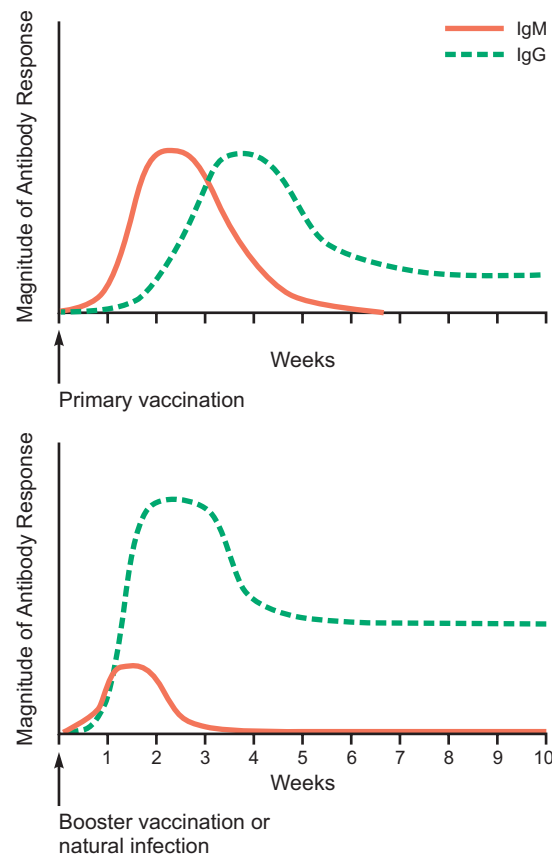 IgM
IgG
Magnitude of Antibody Response
Weeks
Primary vaccination
Magnitude of Antibody Response
1 2 3 4 5 6 7 8 9 10
Weeks
Booster vaccination or
natural infection